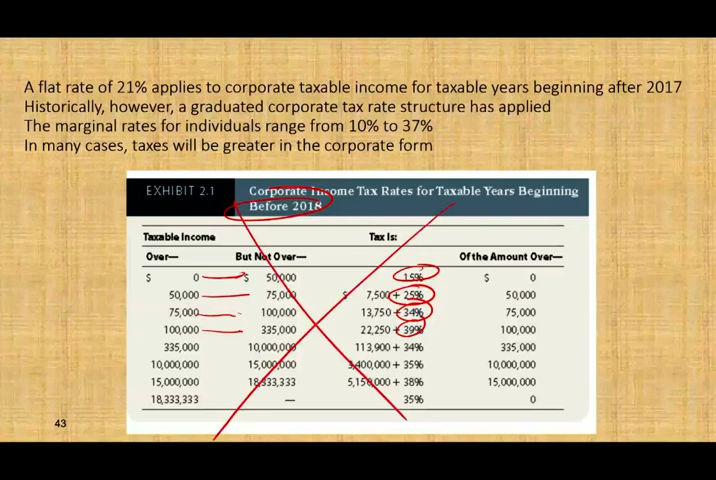 A flat rate of 21% applies to corporate taxable income for taxable years beginning after 2017
Historically, however, a graduated corporate tax rate structure has applied
The marginal rates for individuals range from 10% to 37%
In many cases, taxes will be greater in the corporate form
EXHIBIT 2.1 Corporate Income Tax Rates for Taxable Years Beginning
Before 2018
Taxable Income Tax Is:
Over— But Not Over— Of the Amount Over—
$ 0 $ 50,000 15% $ 0
50,000 75,000 $ 7,500 + 25% 50,000
75,000 100,000 13,750 + 34% 75,000
100,000 335,000 22,250 + 39% 100,000
335,000 10,000,000 113,900 + 34% 335,000
10,000,000 15,000,000 3,400,000 + 35% 10,000,000
15,000,000 18,333,333 5,150,000 + 38% 15,000,000
18,333,333 — 35% 0
43